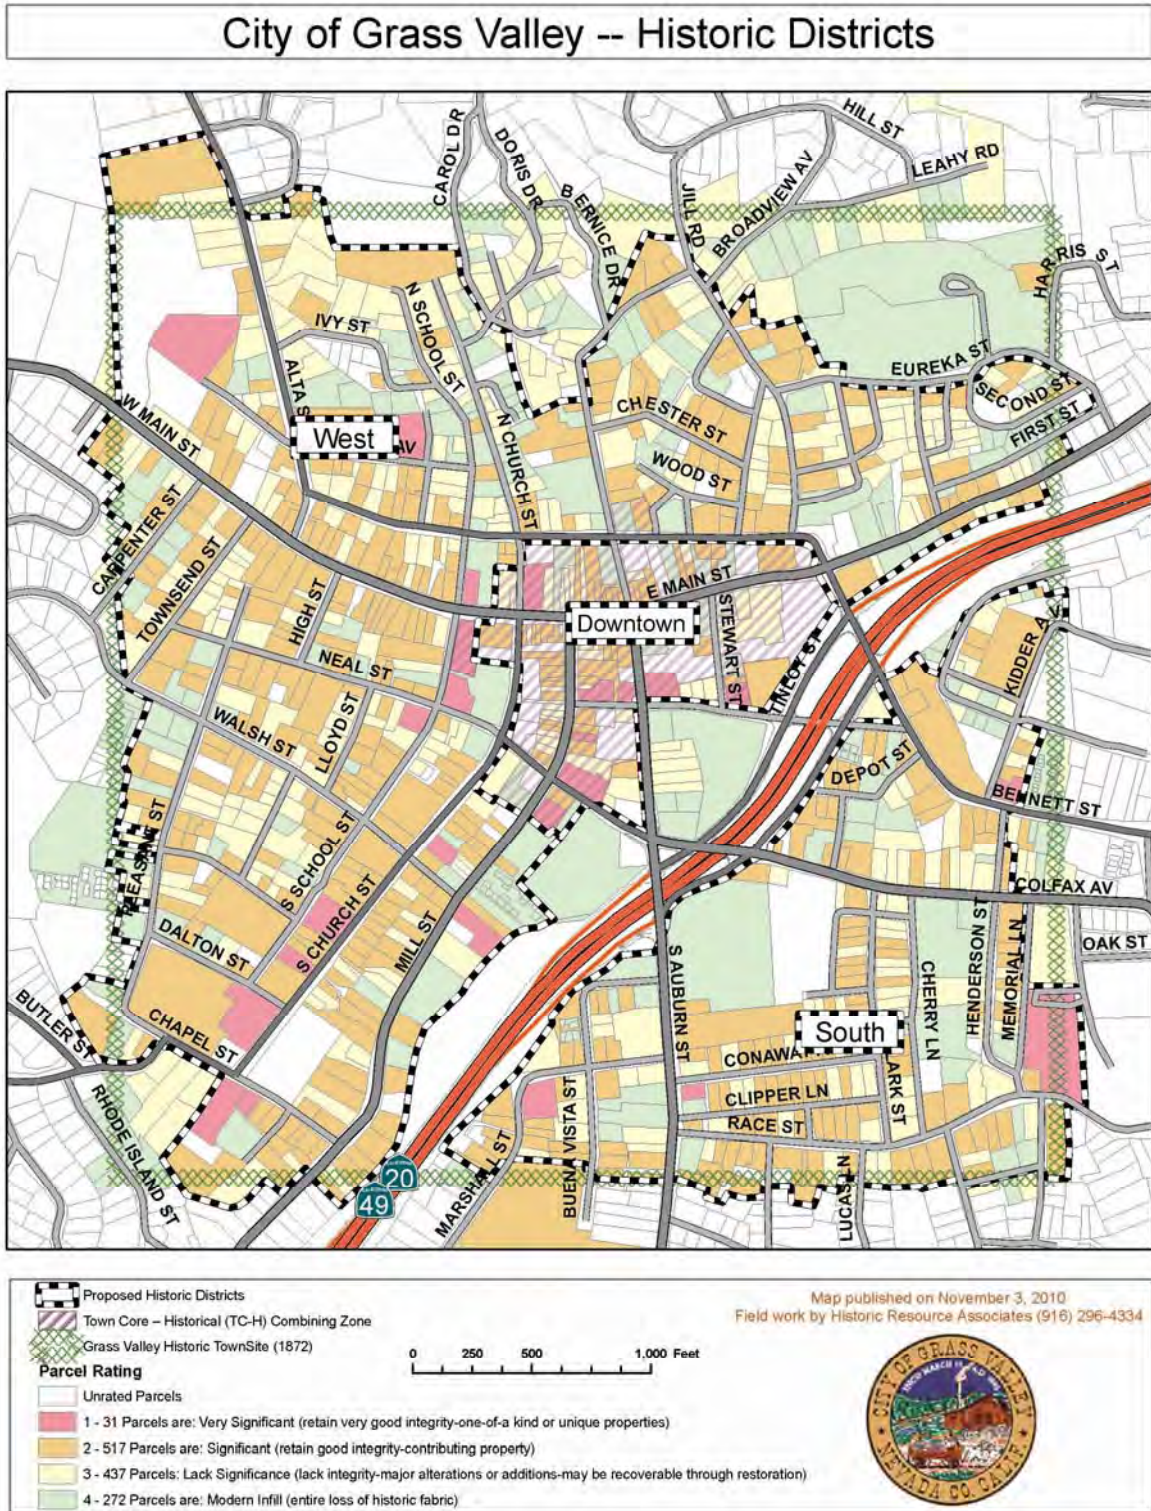 City of Grass Valley -- Historic Districts
CAROL DR
DORIS DR
BERNICE DR
JILL RD
BROADVIEW AV
HILL ST
LEAHY RD
HARRIS ST
N SCHOOL ST
IVY ST
ALTA S
EUREKA ST
SECOND ST
FIRST ST
W MAIN ST
West
AV
N CHURCH ST
CHESTER ST
WOOD ST
CARPENTER ST
TOWNSEND ST
HIGH ST
E MAIN ST
Downtown
STEWART ST
TINLOY ST
KIDDER AV
NEAL ST
WALSH ST
LLOYD ST
DEPOT ST
BENNETT ST
S SCHOOL ST
S CHURCH ST
MILL ST
COLFAX AV
DALTON ST
S AUBURN ST
CHERRY LN
HENDERSON ST
MEMORIAL LN
OAK ST
BUTLER ST
CHAPEL ST
South
CONAWA
CLIPPER LN
ARK ST
RACE ST
RHODE ISLAND ST
MARSHALL ST
BUENA VISTA ST
LUCAS LN
20
49
Proposed Historic Districts
Town Core – Historical (TC-H) Combining Zone
Grass Valley Historic TownSite (1872)
Parcel Rating
Unrated Parcels
1 - 31 Parcels are: Very Significant (retain very good integrity-one-of-a kind or unique properties)
2 - 517 Parcels are: Significant (retain good integrity-contributing property)
3 - 437 Parcels: Lack Significance (lack integrity-major alterations or additions-may be recoverable through restoration)
4 - 272 Parcels are: Modern Infill (entire loss of historic fabric)
0 250 500 1,000 Feet
Map published on November 3, 2010
Field work by Historic Resource Associates (916) 296-4334
CITY OF GRASS VALLEY
NEVADA CO. CALIF.